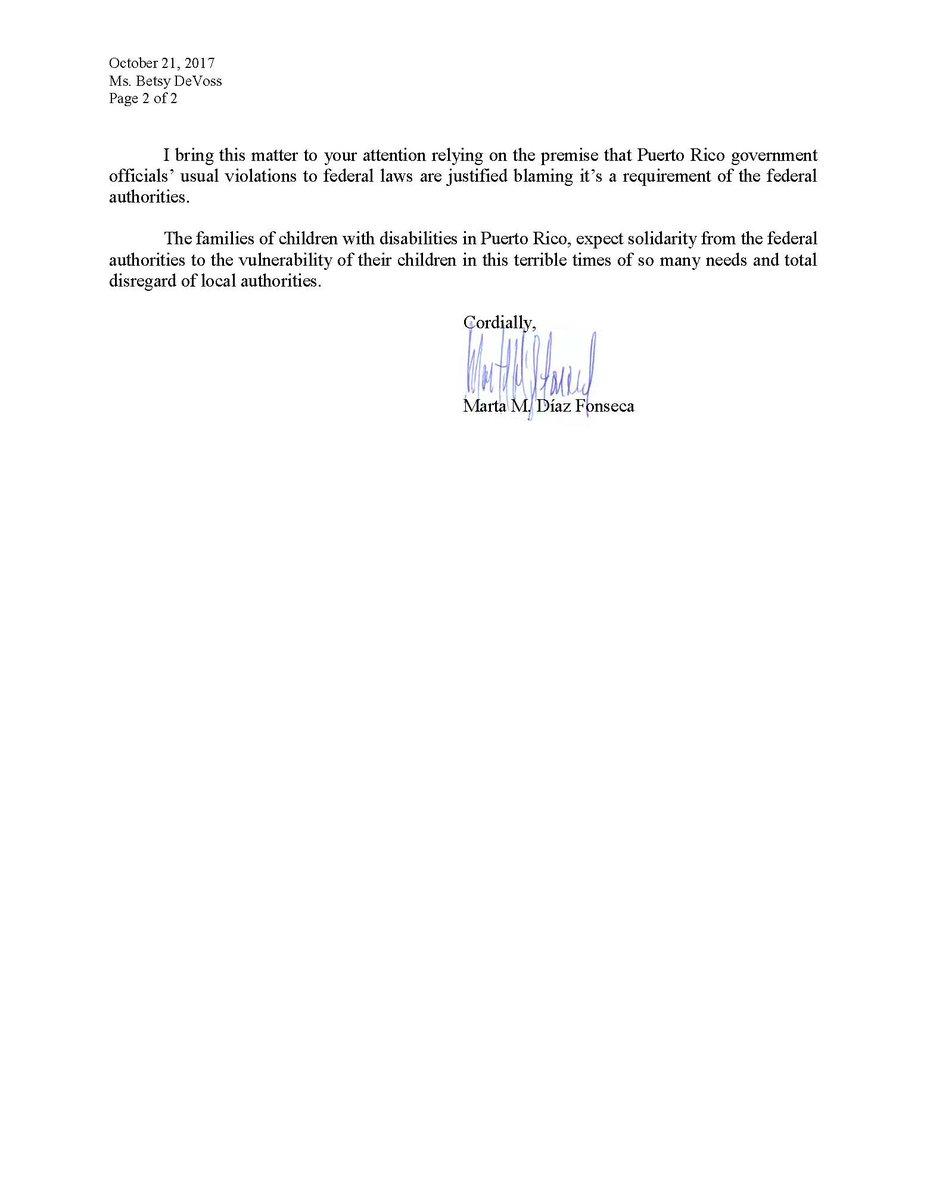 October 21, 2017
Ms. Betsy DeVoss
Page 2 of 2
I bring this matter to your attention relying on the premise that Puerto Rico government
officials’ usual violations to federal laws are justified blaming it’s a requirement of the federal
authorities.
The families of children with disabilities in Puerto Rico, expect solidarity from the federal
authorities to the vulnerability of their children in this terrible times of so many needs and total
disregard of local authorities.
Cordially,
Marta M. Díaz Fonseca